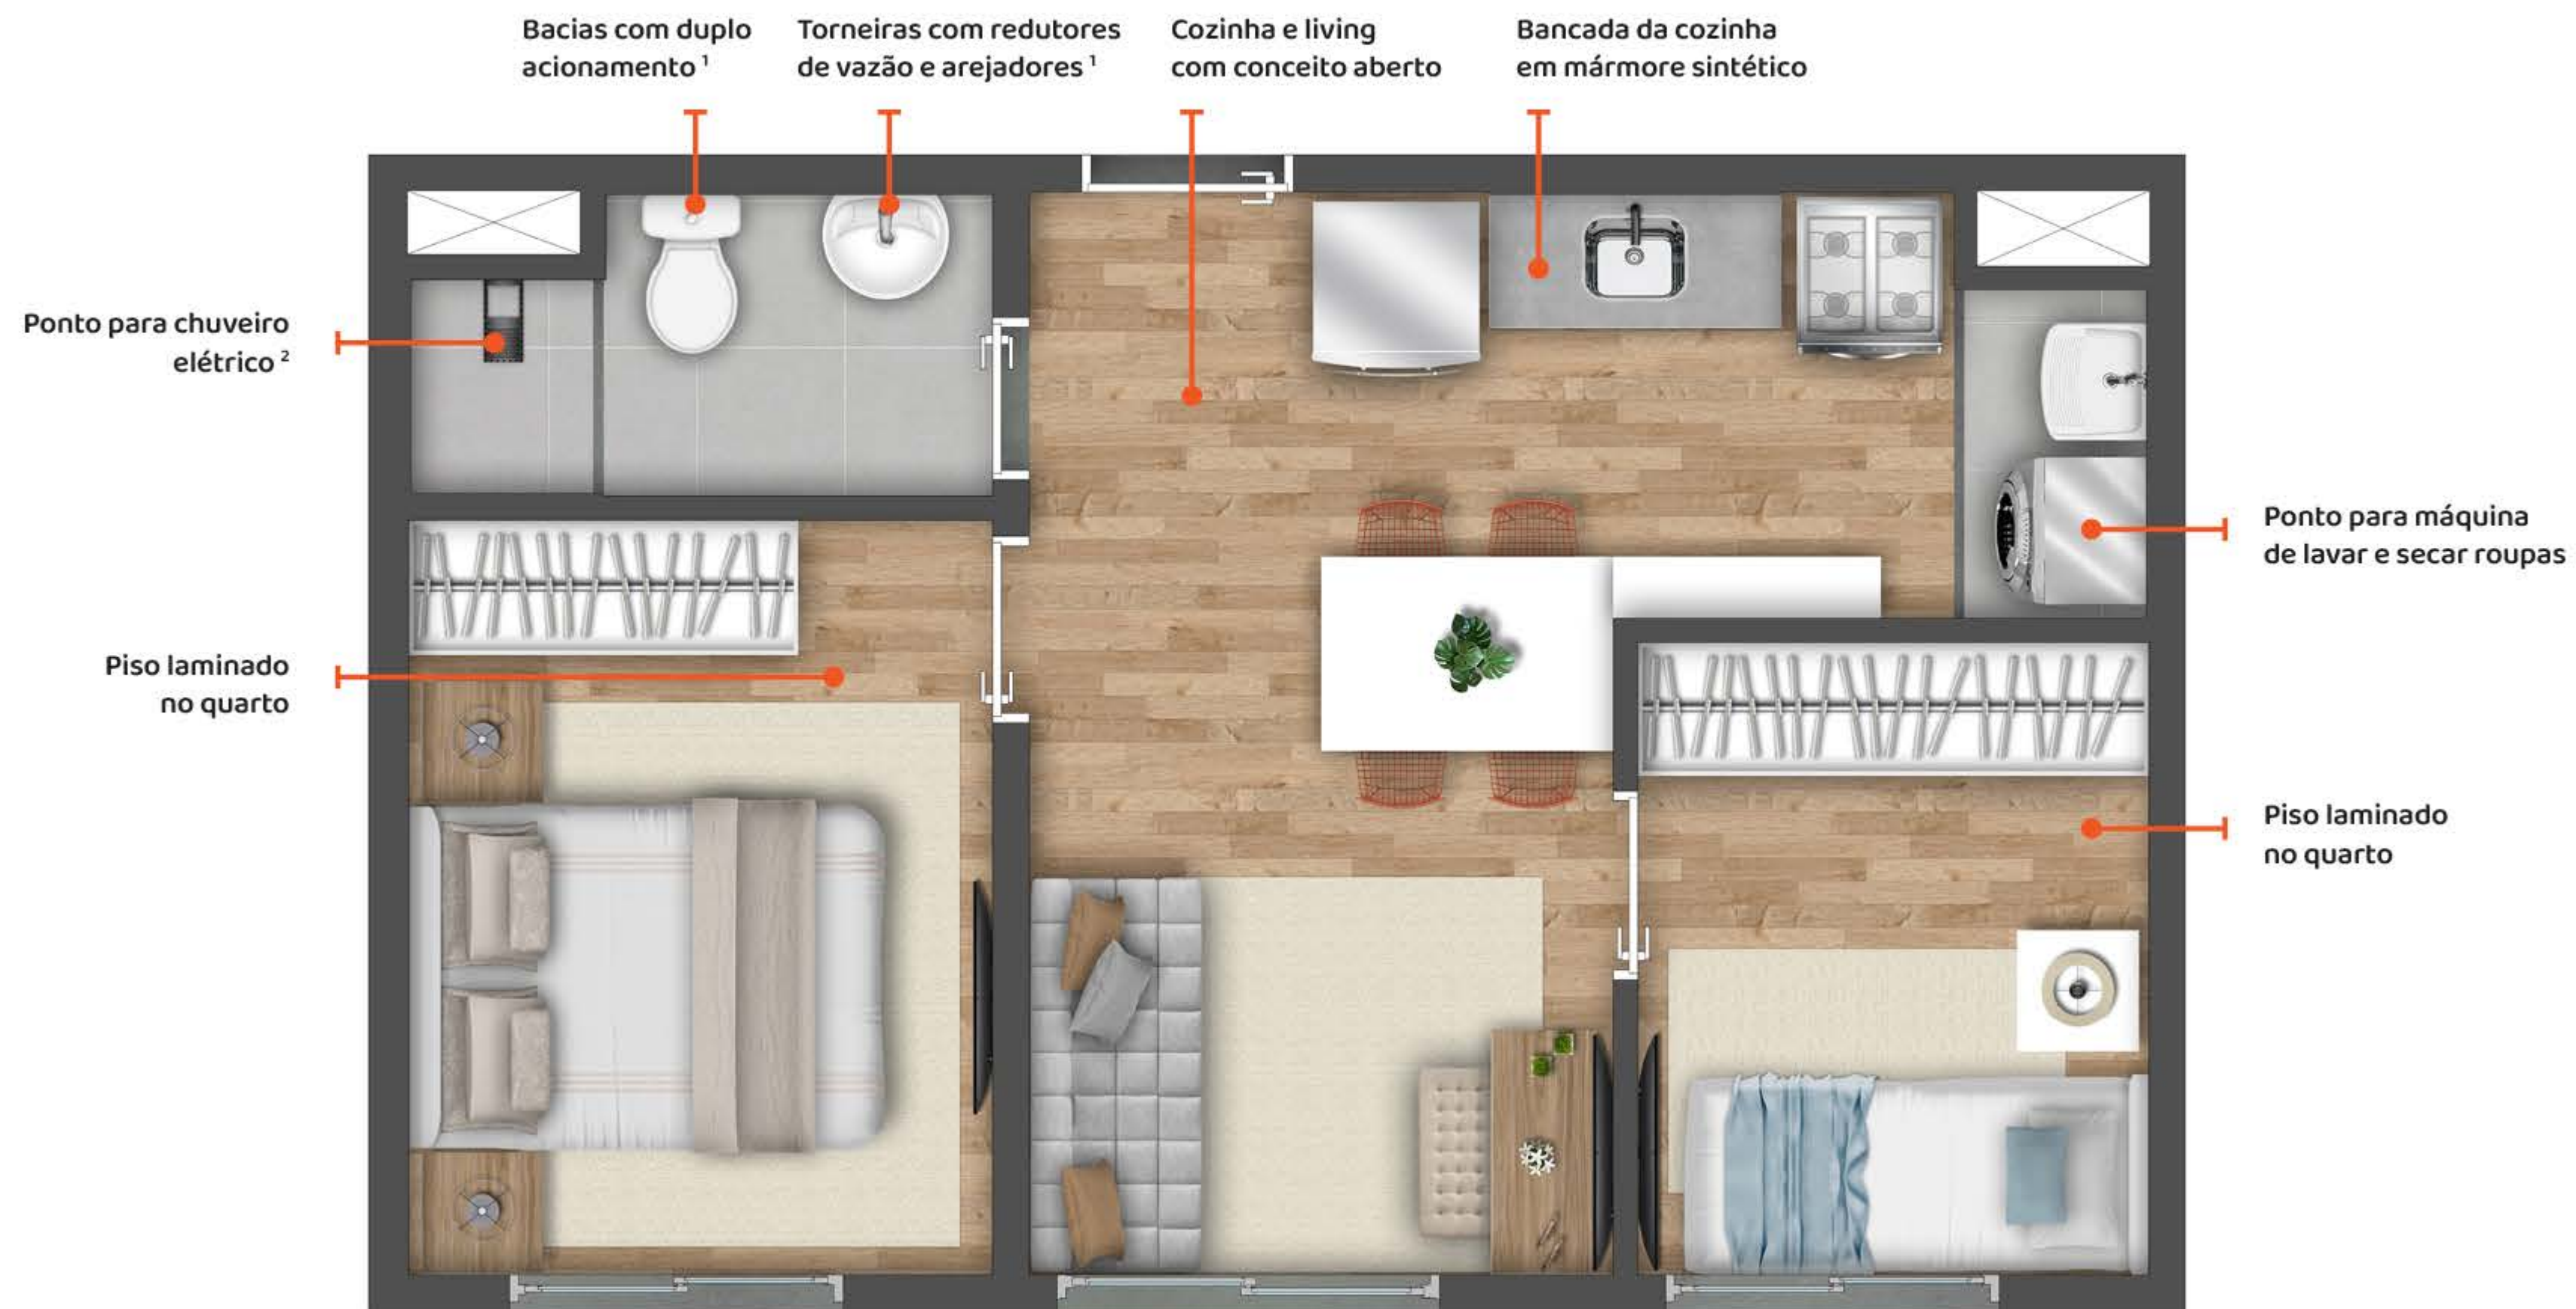 Bacias com duplo
acionamento ¹
Torneiras com redutores
de vazão e arejadores ¹
Cozinha e living
com conceito aberto
Bancada da cozinha
em mármore sintético
Ponto para chuveiro
elétrico ²
Ponto para máquina
de lavar e secar roupas
Piso laminado
no quarto
Piso laminado
no quarto